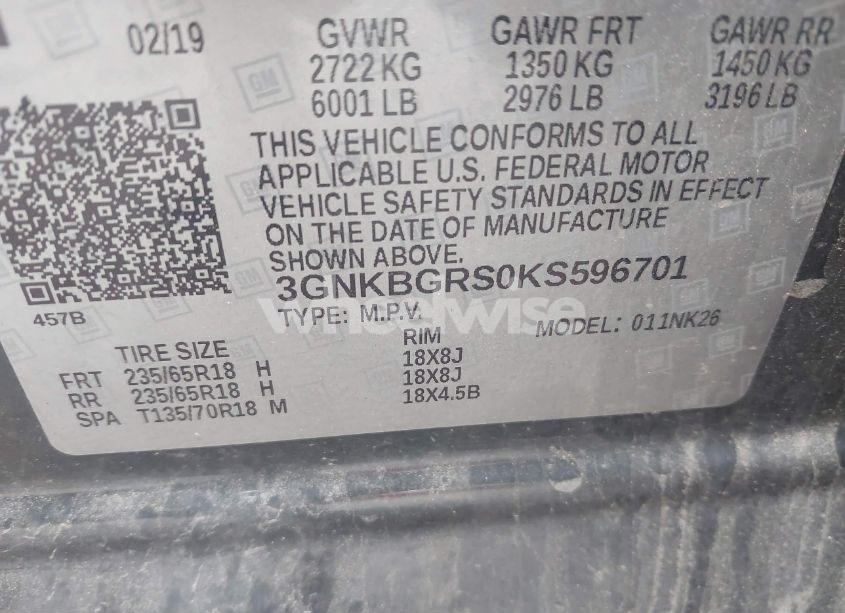 02/19 GVWR GAWR FRT GAWR RR
2722 KG 1350 KG 1450 KG
6001 LB 2976 LB 3196 LB
THIS VEHICLE CONFORMS TO ALL
APPLICABLE U.S. FEDERAL MOTOR
VEHICLE SAFETY STANDARDS IN EFFECT
ON THE DATE OF MANUFACTURE
SHOWN ABOVE.
3GNKBGRS0KS596701
457B
TYPE: M.P.V. MODEL: 011NK26
wheelwise
TIRE SIZE RIM
FRT 235/65R18 H 18X8J
RR 235/65R18 H 18X8J
SPA T135/70R18 M 18X4.5B
GM